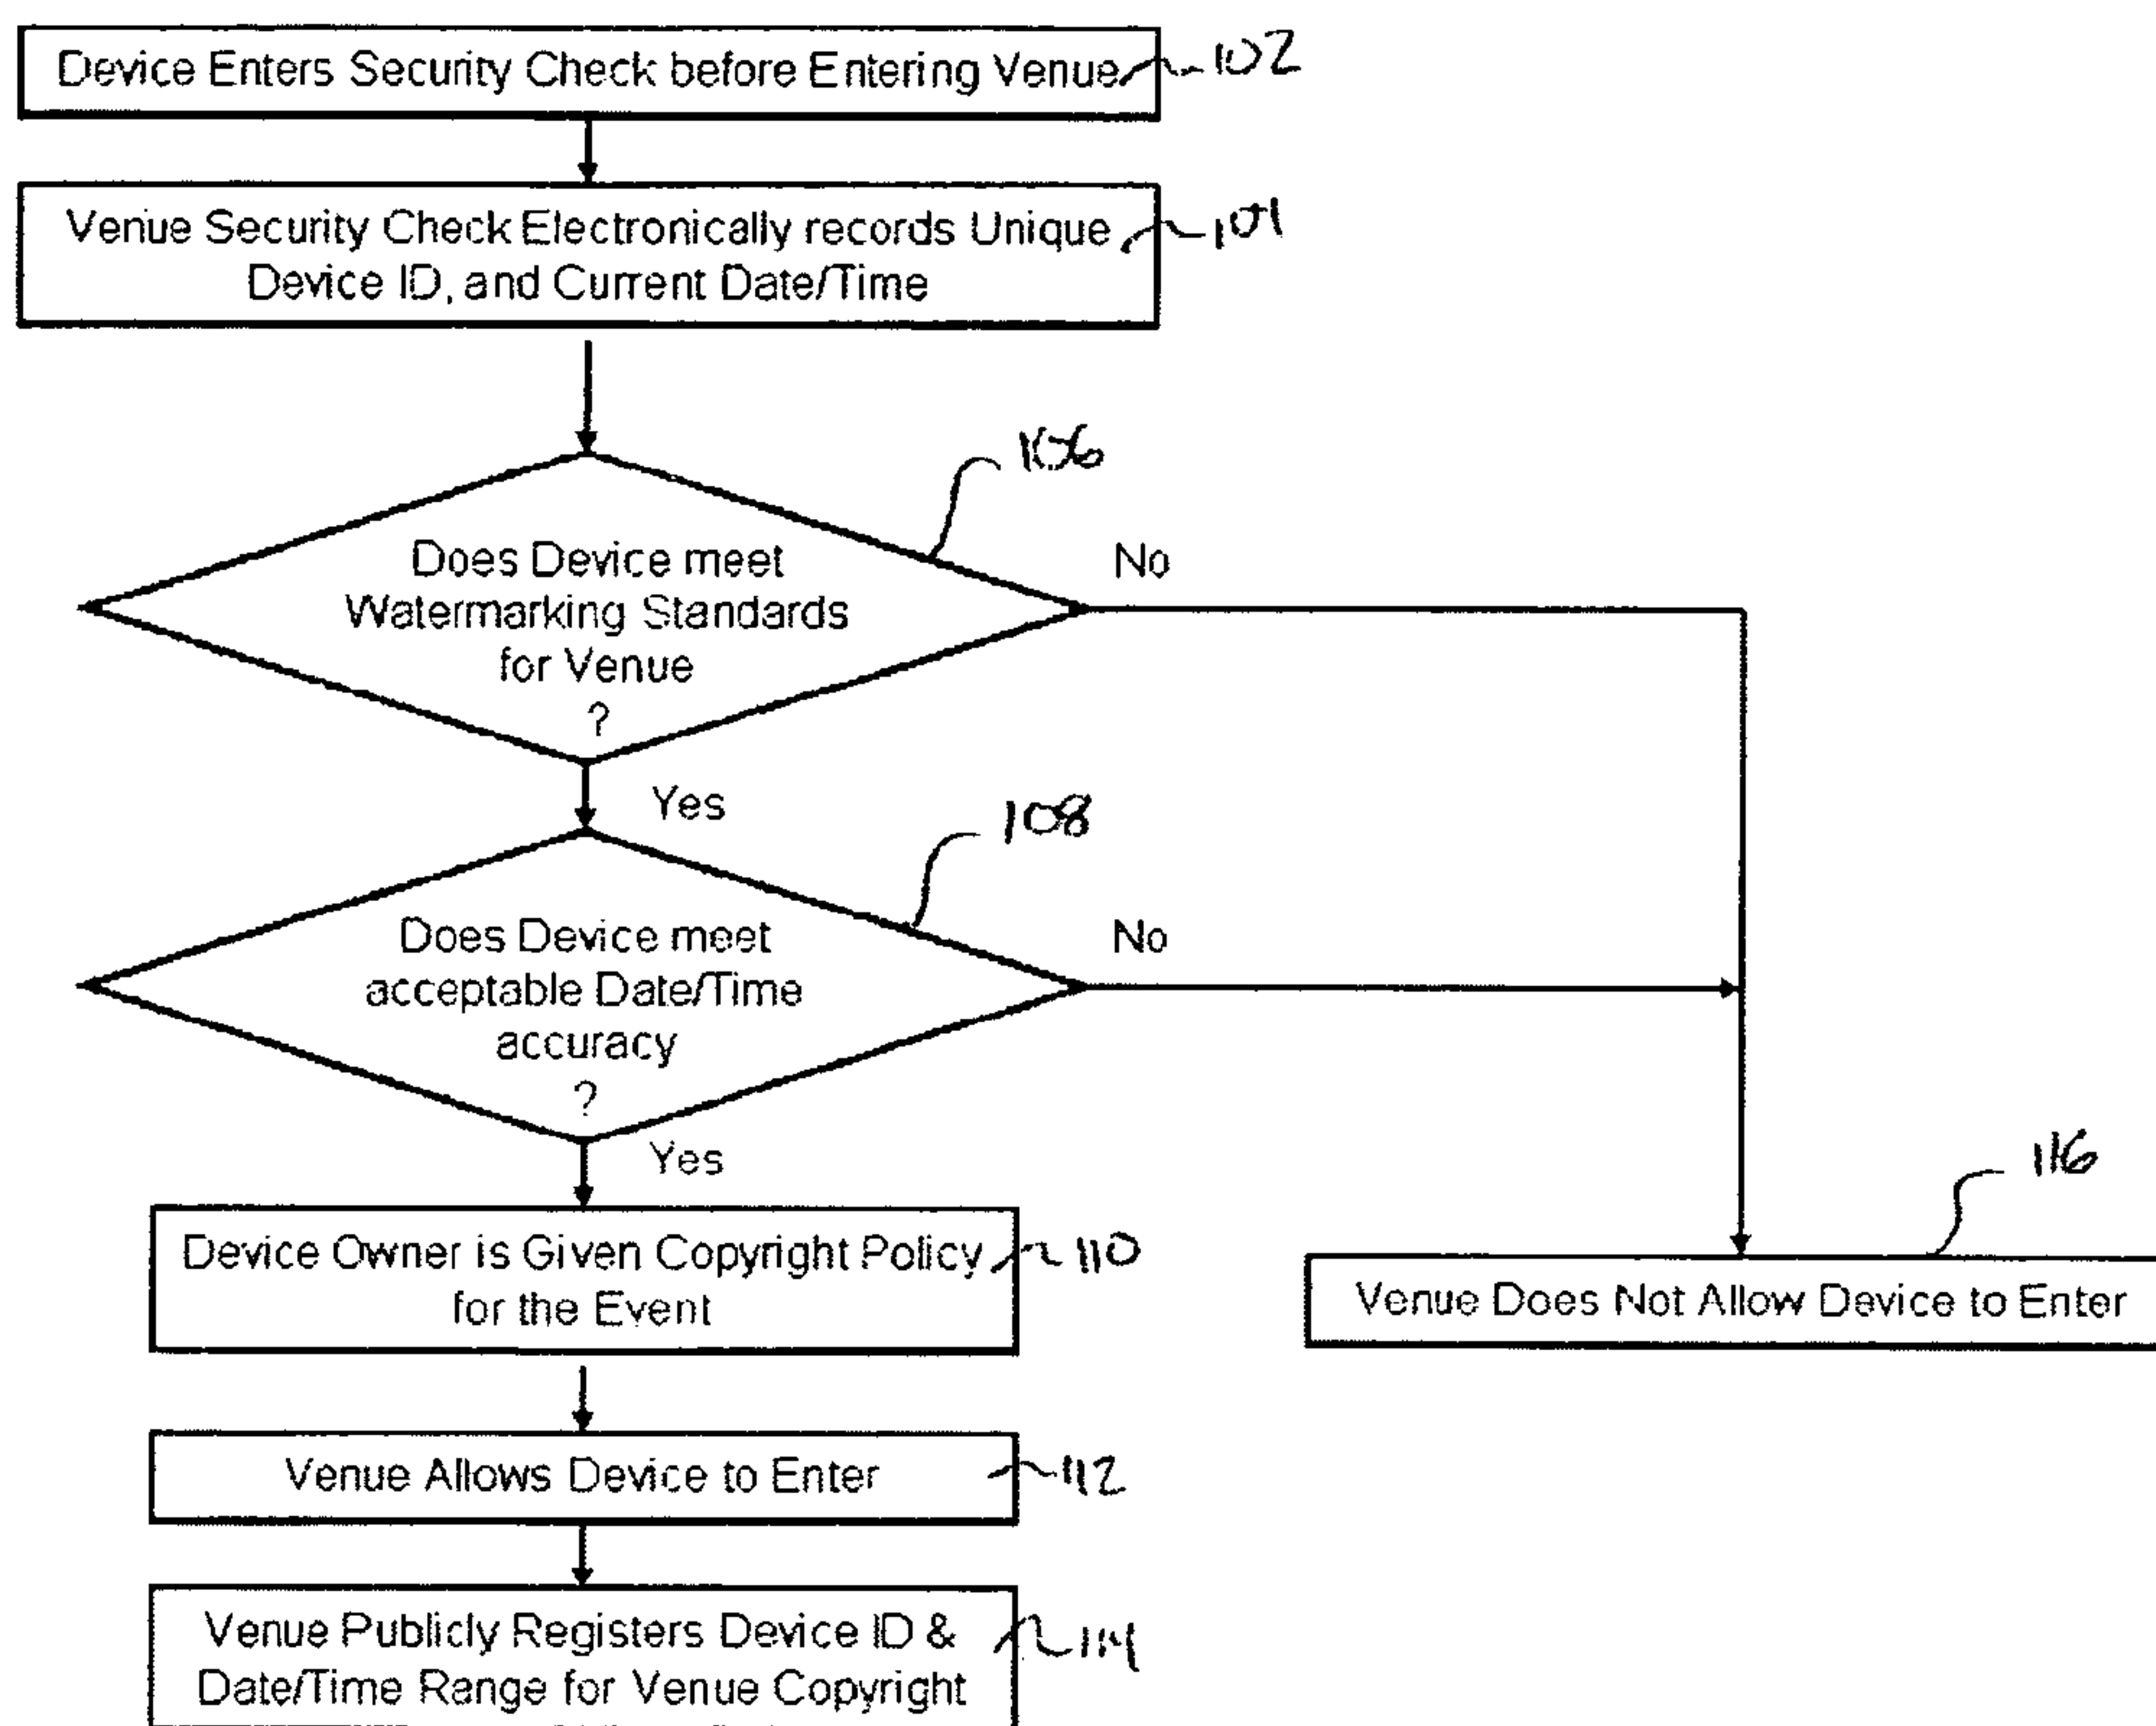 Device Enters Security Check before Entering Venue
102
Venue Security Check Electronically records Unique
Device ID, and Current Date/Time
104
106
Does Device meet
Watermarking Standards
for Venue
?
No
Yes
108
Does Device meet
acceptable Date/Time
accuracy
?
No
Yes
Device Owner is Given Copyright Policy
for the Event
110
116
Venue Does Not Allow Device to Enter
Venue Allows Device to Enter
112
Venue Publicly Registers Device ID &
Date/Time Range for Venue Copyright
114